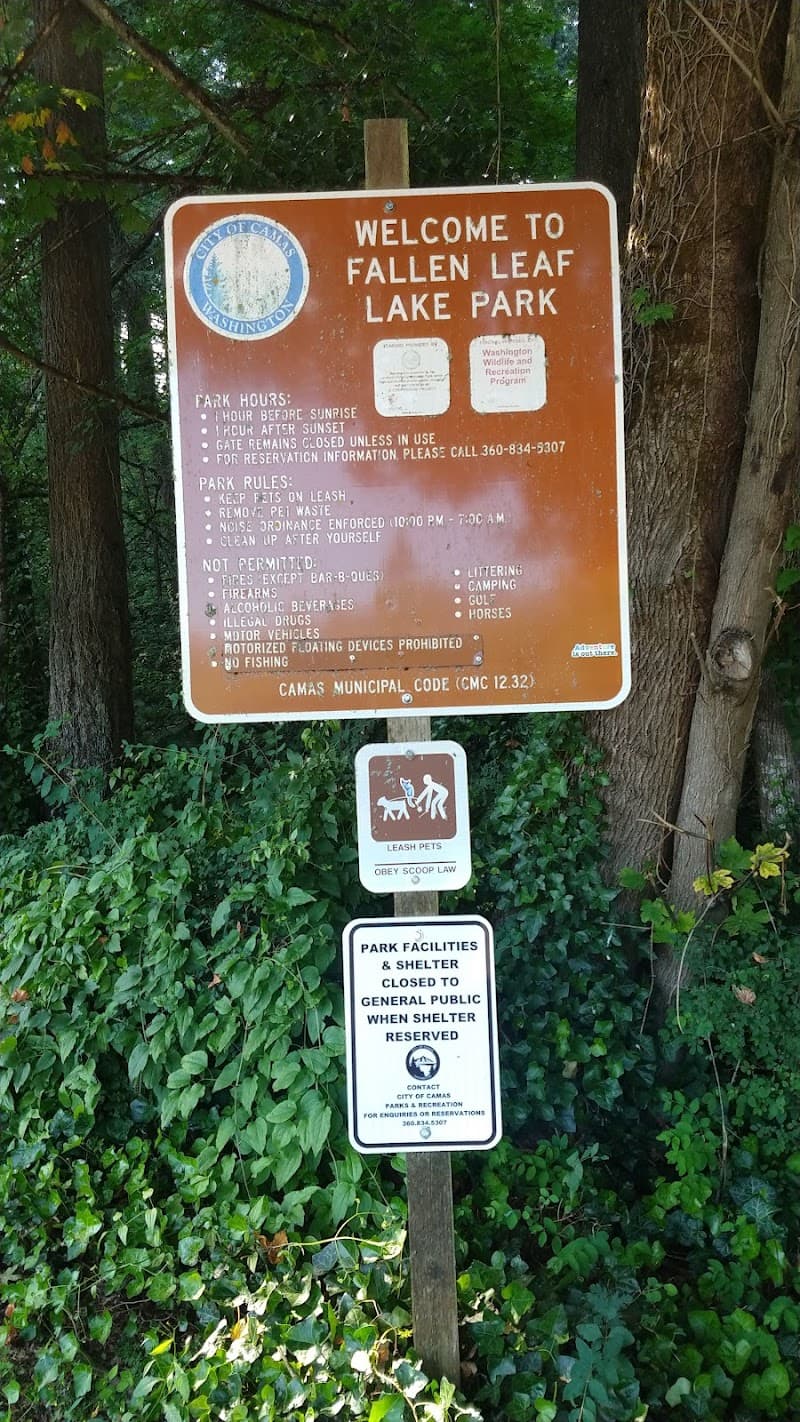 CITY OF CAMAS
WASHINGTON
WELCOME TO
FALLEN LEAF
LAKE PARK
Washington
Wildlife and
Recreation
Program
PARK HOURS:
• 1 HOUR BEFORE SUNRISE
• 1 HOUR AFTER SUNSET
• GATE REMAINS CLOSED UNLESS IN USE
• FOR RESERVATION INFORMATION PLEASE CALL 360-834-5307
PARK RULES:
• KEEP PETS ON LEASH
• REMOVE PET WASTE
• NOISE ORDINANCE ENFORCED (10:00 PM - 7:00 A.M.)
• CLEAN UP AFTER YOURSELF
NOT PERMITTED:
• FIRES (EXCEPT BAR-B-QUES)
• FIREARMS
• ALCOHOLIC BEVERAGES
• ILLEGAL DRUGS
• MOTOR VEHICLES
• MOTORIZED FLOATING DEVICES PROHIBITED
• NO FISHING
• LITTERING
• CAMPING
• GOLF
• HORSES
Adventure
is out there
CAMAS MUNICIPAL CODE (CMC 12.32)
LEASH PETS
OBEY SCOOP LAW
PARK FACILITIES
& SHELTER
CLOSED TO
GENERAL PUBLIC
WHEN SHELTER
RESERVED
CONTACT
CITY OF CAMAS
PARKS & RECREATION
FOR ENQUIRIES OR RESERVATIONS
360.834.5307